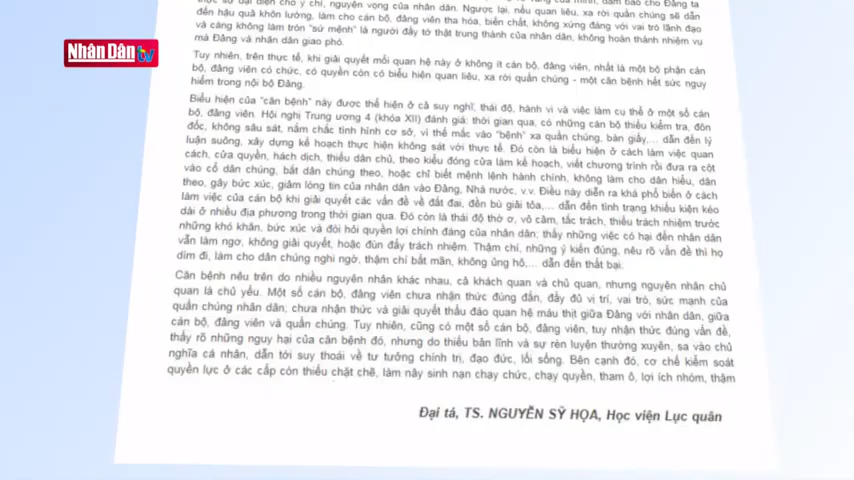 thực sự đại diện cho ý chí, nguyện vọng của nhân dân. Ngược lại, nếu quan liêu, xa rời quần chúng sẽ dẫn
đến hậu quả khôn lường, làm cho cán bộ, đảng viên tha hóa, biến chất, không xứng đáng với vai trò lãnh đạo
và càng không làm tròn “sứ mệnh” là người đầy tớ thật trung thành của nhân dân, không hoàn thành nhiệm vụ
mà Đảng và nhân dân giao phó.
Nhân Dân tv
Tuy nhiên, trên thực tế, khi giải quyết mối quan hệ này ở không ít cán bộ, đảng viên, nhất là một bộ phận cán
bộ, đảng viên có chức, có quyền còn có biểu hiện quan liêu, xa rời quần chúng - một căn bệnh hết sức nguy
hiểm trong nội bộ Đảng.
Biểu hiện của “căn bệnh” này được thể hiện ở cả suy nghĩ, thái độ, hành vi và việc làm cụ thể ở một số cán
bộ, đảng viên. Hội nghị Trung ương 4 (khóa XII) đánh giá: thời gian qua, có những cán bộ thiếu kiểm tra, đôn
đốc, không sâu sát, nắm chắc tình hình cơ sở, vì thế mắc vào “bệnh” xa quần chúng, bàn giấy,... dẫn đến lý
luận suông, xây dựng kế hoạch thực hiện không sát với thực tế. Đó còn là biểu hiện ở cách làm việc quan
cách, cửa quyền, hách dịch, thiếu dân chủ, theo kiểu đóng cửa làm kế hoạch, viết chương trình rồi đưa ra cột
vào cổ dân chúng, bắt dân chúng theo, hoặc chỉ biết mệnh lệnh hành chính, không làm cho dân hiểu, dân
theo, gây bức xúc, giảm lòng tin của nhân dân vào Đảng, Nhà nước, v.v. Điều này diễn ra khá phổ biến ở cách
làm việc của cán bộ khi giải quyết các vấn đề về đất đai, đền bù giải tỏa,... dẫn đến tình trạng khiếu kiện kéo
dài ở nhiều địa phương trong thời gian qua. Đó còn là thái độ thờ ơ, vô cảm, tắc trách, thiếu trách nhiệm trước
những khó khăn, bức xúc và đòi hỏi quyền lợi chính đáng của nhân dân; thấy những việc có hại đến nhân dân
vẫn làm ngơ, không giải quyết, hoặc đùn đẩy trách nhiệm. Thậm chí, những ý kiến đúng, nêu rõ vấn đề thì họ
dìm đi, làm cho dân chúng nghi ngờ, thậm chí bất mãn, không ủng hộ,... dẫn đến thất bại.
Căn bệnh nêu trên do nhiều nguyên nhân khác nhau, cả khách quan và chủ quan, nhưng nguyên nhân chủ
quan là chủ yếu. Một số cán bộ, đảng viên chưa nhận thức đúng đắn, đầy đủ vị trí, vai trò, sức mạnh của
quần chúng nhân dân; chưa nhận thức và giải quyết thấu đáo quan hệ máu thịt giữa Đảng với nhân dân, giữa
cán bộ, đảng viên và quần chúng. Tuy nhiên, cũng có một số cán bộ, đảng viên, tuy nhận thức đúng vấn đề,
thấy rõ những nguy hại của căn bệnh đó, nhưng do thiếu bản lĩnh và sự rèn luyện thường xuyên, sa vào chủ
nghĩa cá nhân, dẫn tới suy thoái về tư tưởng chính trị, đạo đức, lối sống. Bên cạnh đó, cơ chế kiểm soát
quyền lực ở các cấp còn thiếu chặt chẽ, làm nảy sinh nạn chạy chức, chạy quyền, tham ô, lợi ích nhóm, thậm
Đại tá, TS. NGUYỄN SỸ HỌA, Học viện Lục quân